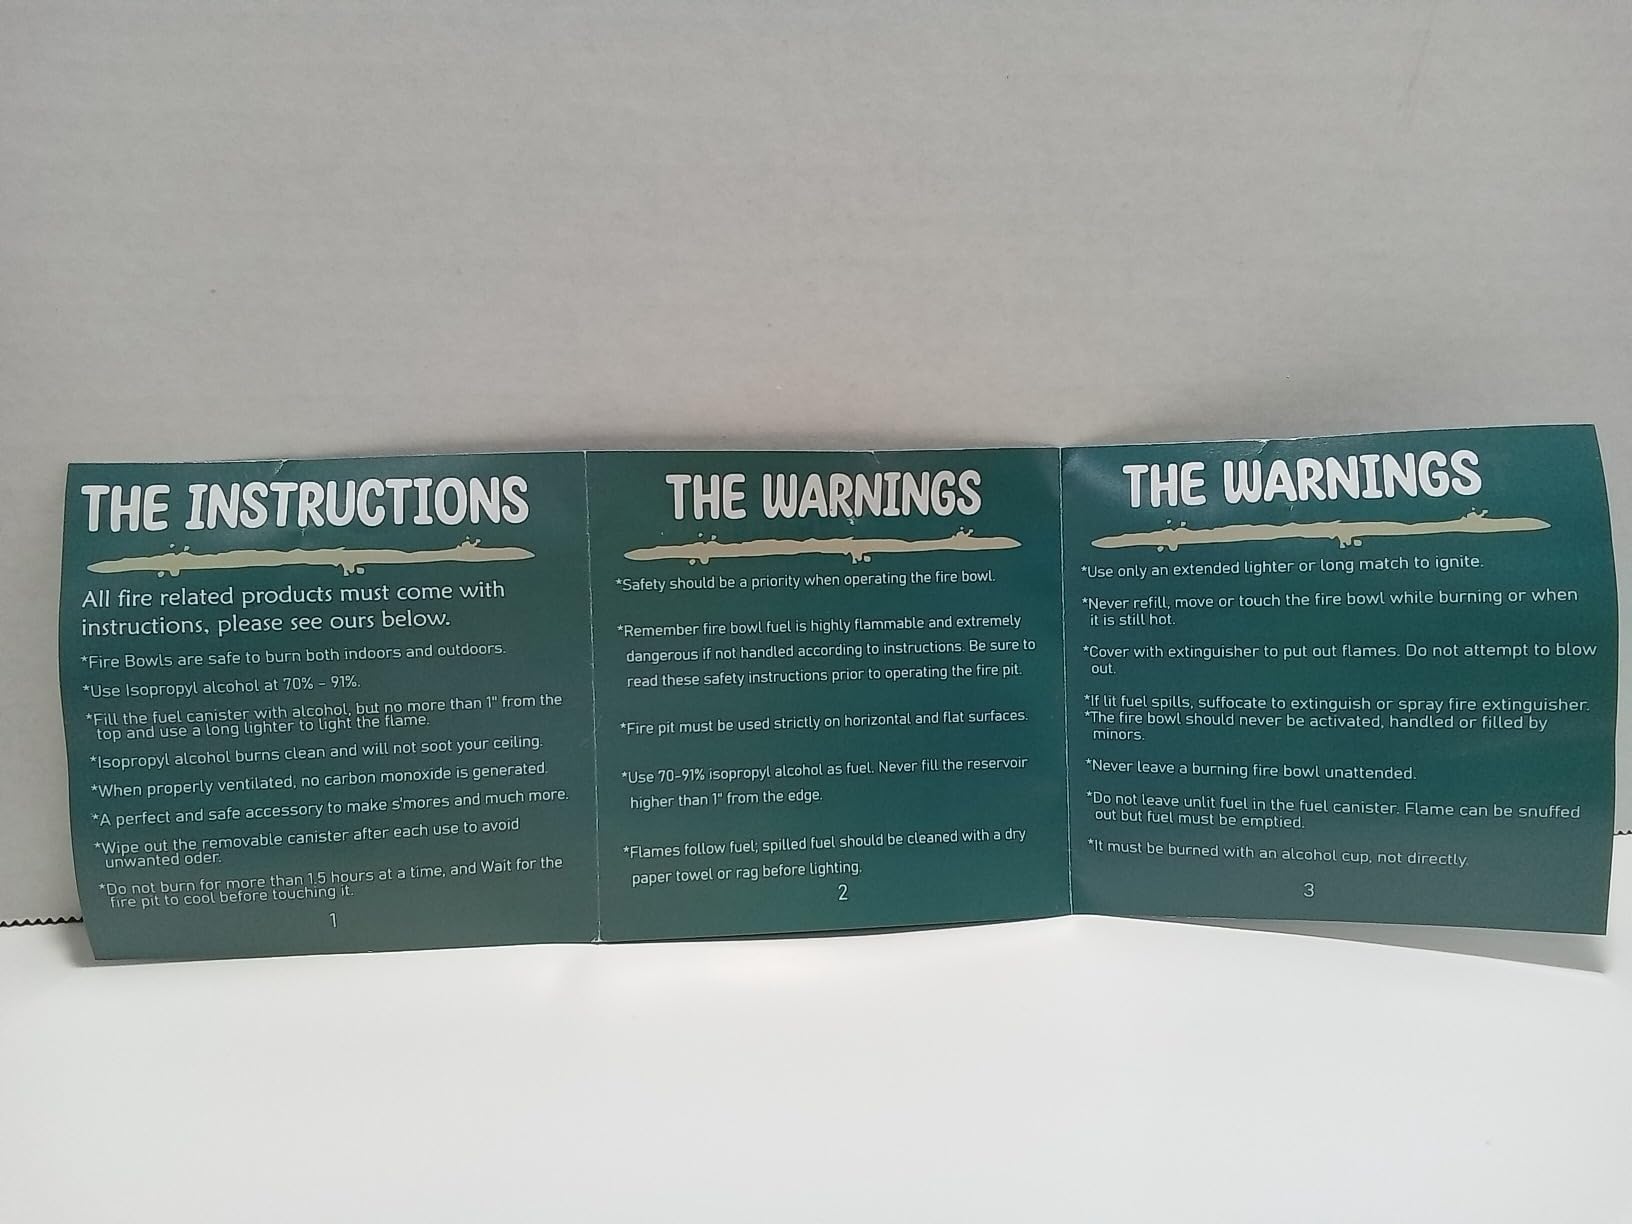 THE INSTRUCTIONS
All fire related products must come with
instructions, please see ours below.
*Fire Bowls are safe to burn both indoors and outdoors.
*Use Isopropyl alcohol at 70% - 91%.
*Fill the fuel canister with alcohol, but no more than 1" from the
top and use a long lighter to light the flame.
*Isopropyl alcohol burns clean and will not soot your ceiling.
*When properly ventilated, no carbon monoxide is generated.
*A perfect and safe accessory to make s'mores and much more.
*Wipe out the removable canister after each use to avoid
unwanted oder.
*Do not burn for more than 1.5 hours at a time, and Wait for the
fire pit to cool before touching it.
1
THE WARNINGS
*Safety should be a priority when operating the fire bowl.
*Remember fire bowl fuel is highly flammable and extremely
dangerous if not handled according to instructions. Be sure to
read these safety instructions prior to operating the fire pit.
*Fire pit must be used strictly on horizontal and flat surfaces.
*Use 70-91% isopropyl alcohol as fuel. Never fill the reservoir
higher than 1" from the edge.
*Flames follow fuel; spilled fuel should be cleaned with a dry
paper towel or rag before lighting.
2
THE WARNINGS
*Use only an extended lighter or long match to ignite.
*Never refill, move or touch the fire bowl while burning or when
it is still hot.
*Cover with extinguisher to put out flames. Do not attempt to blow
out.
*If lit fuel spills, suffocate to extinguish or spray fire extinguisher.
*The fire bowl should never be activated, handled or filled by
minors.
*Never leave a burning fire bowl unattended.
*Do not leave unlit fuel in the fuel canister. Flame can be snuffed
out but fuel must be emptied.
*It must be burned with an alcohol cup, not directly.
3